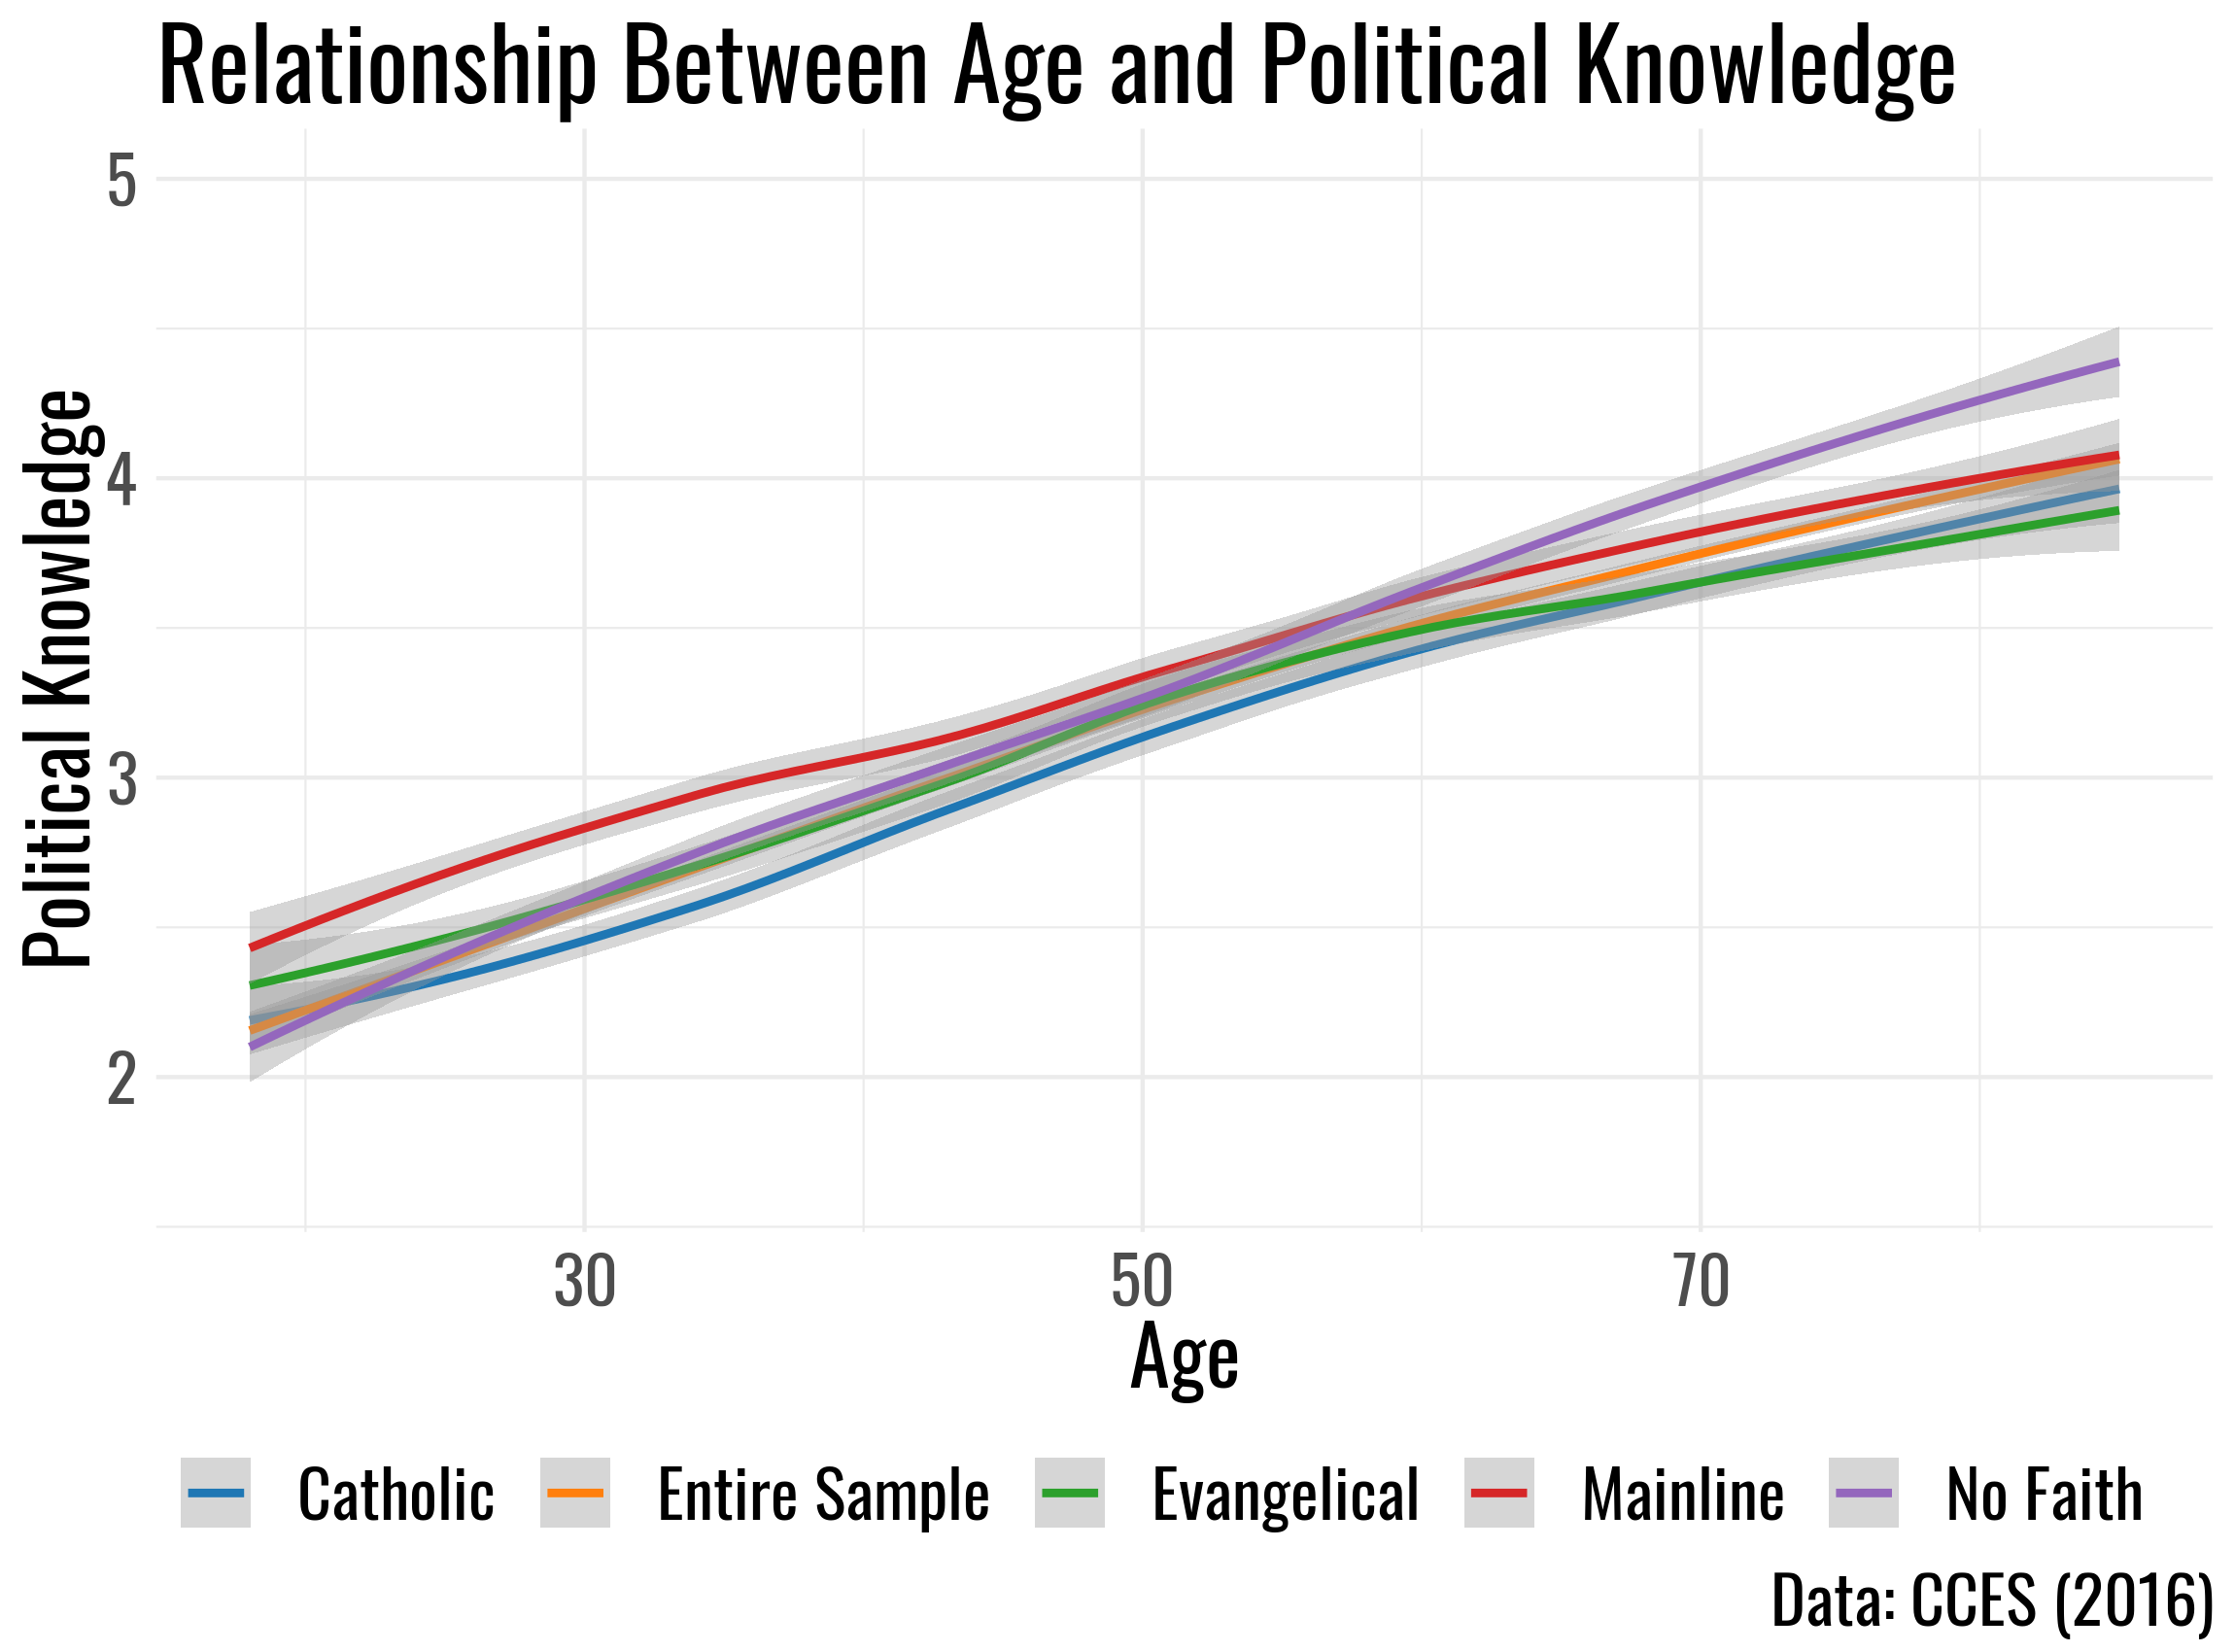 Relationship Between Age and Political Knowledge
Political Knowledge
5
4
3
2
30 50 70
Age
Catholic Entire Sample Evangelical Mainline No Faith
Data: CCES (2016)